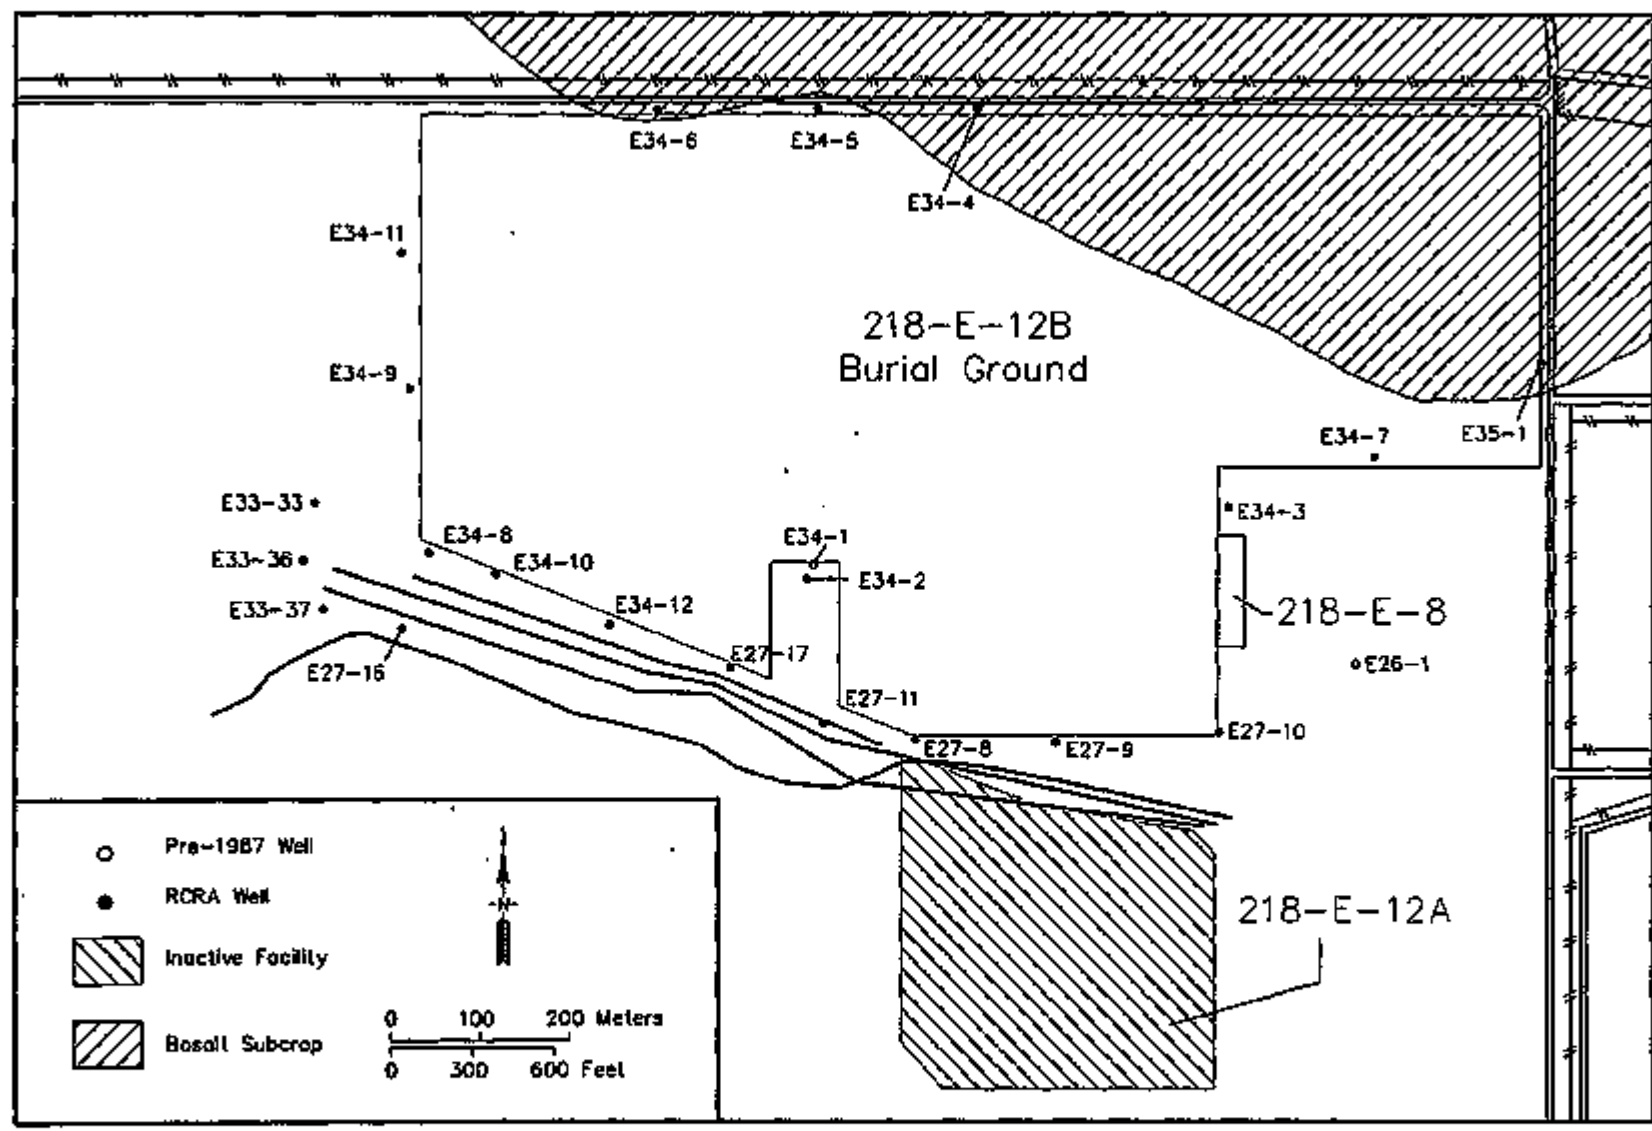 E34-6
E34-5
E34-4
E34-11
218-E-12B
Burial Ground
E34-9
E34-7
E35-1
E33-33
E34-3
E34-8
E34-1
E33-36
E34-10
E34-2
E33-37
E34-12
218-E-8
E27-16
E27-17
E26-1
E27-11
E27-8
E27-9
E27-10
Pre-1987 Well
RCRA Well
N
218-E-12A
Inactive Facility
0 100 200 Meters
Basalt Subcrop
0 300 600 Feet